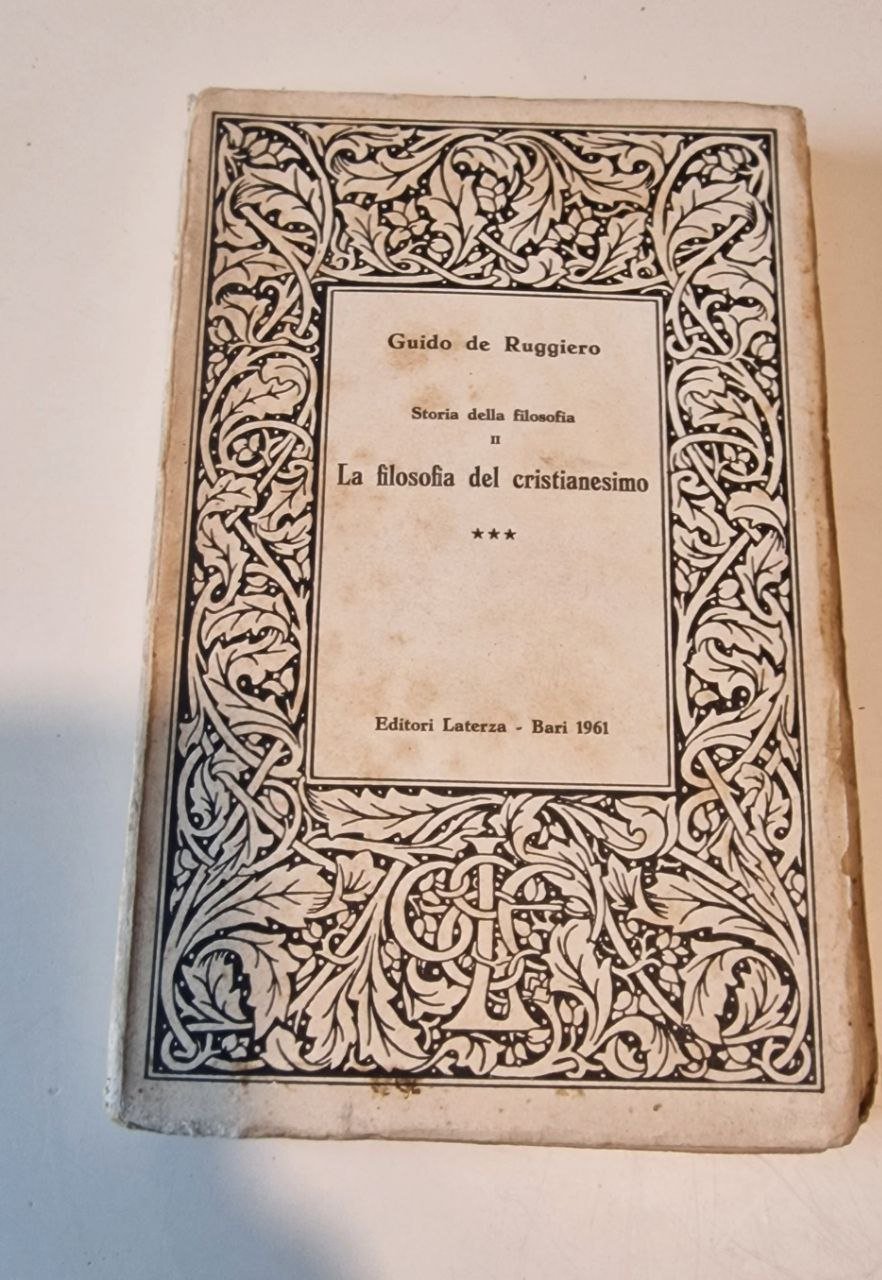 Guido de Ruggiero
Storia della filosofia
II
La filosofia del cristianesimo
★★★
Editori Laterza - Bari 1961